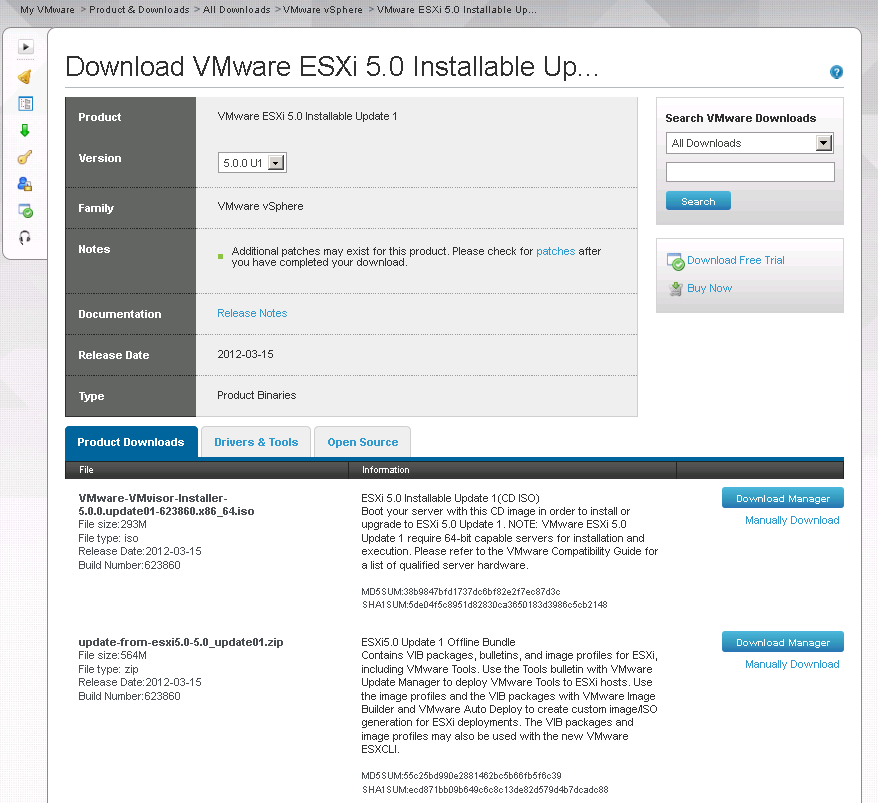 My VMware > Product & Downloads > All Downloads > VMware vSphere > VMware ESXi 5.0 Installable Up...
Download VMware ESXi 5.0 Installable Up...
?
Product
VMware ESXi 5.0 Installable Update 1
Version
5.0.0 U1
Family
VMware vSphere
Notes
Additional patches may exist for this product. Please check for patches after
you have completed your download.
Documentation
Release Notes
Release Date
2012-03-15
Type
Product Binaries
Search VMware Downloads
All Downloads
Search
Download Free Trial
Buy Now
Product Downloads
Drivers & Tools
Open Source
File
Information
VMware-VMvisor-Installer-
5.0.0.update01-623860.x86_64.iso
File size:293M
File type: iso
Release Date:2012-03-15
Build Number:623860
ESXi 5.0 Installable Update 1(CD ISO)
Boot your server with this CD image in order to install or
upgrade to ESXi 5.0 Update 1. NOTE: VMware ESXi 5.0
Update 1 require 64-bit capable servers for installation and
execution. Please refer to the VMware Compatibility Guide for
a list of qualified server hardware.
MD5SUM:38b9847bfd1737dc6bf82e2f7ec87d3c
SHA1SUM:5de04f5c8951d82830ca3650183d3986c5cb2148
Download Manager
Manually Download
update-from-esxi5.0-5.0_update01.zip
File size:564M
File type: zip
Release Date:2012-03-15
Build Number:623860
ESXi5.0 Update 1 Offline Bundle
Contains VIB packages, bulletins, and image profiles for ESXi,
including VMware Tools. Use the Tools bulletin with VMware
Update Manager to deploy VMware Tools to ESXi hosts. Use
the image profiles and the VIB packages with VMware Image
Builder and VMware Auto Deploy to create custom image/ISO
generation for ESXi deployments. The VIB packages and
image profiles may also be used with the new VMware
ESXCLI.
MD5SUM:55c25bd990e2881462bc5b66fb5f6c39
SHA1SUM:ecd871bb09b649c6c8c13de82d579d4b7dcadc88
Download Manager
Manually Download